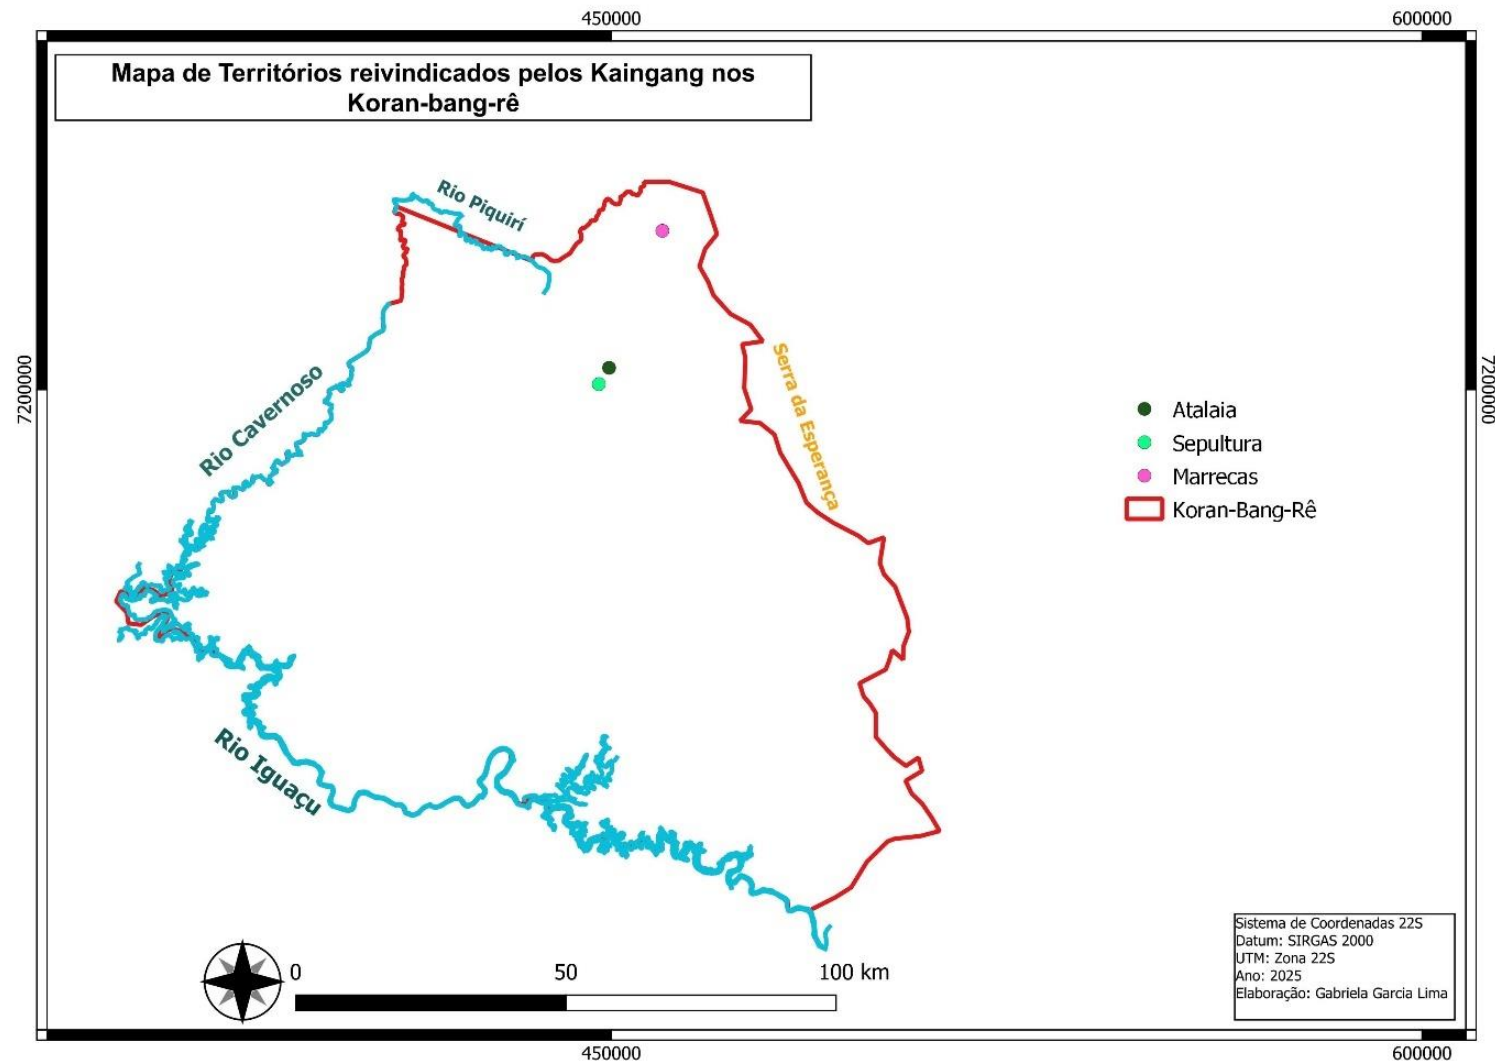 450000
600000
Mapa de Territórios reivindicados pelos Kaingang nos
Koran-bang-rê
Rio Piquirí
7200000
7200000
Serra da Esperança
Rio Cavernoso
Atalaia
Sepultura
Marrecas
Koran-Bang-Rê
Rio Iguaçu
0
50
100 km
Sistema de Coordenadas 22S
Datum: SIRGAS 2000
UTM: Zona 22S
Ano: 2025
Elaboração: Gabriela Garcia Lima
450000
600000